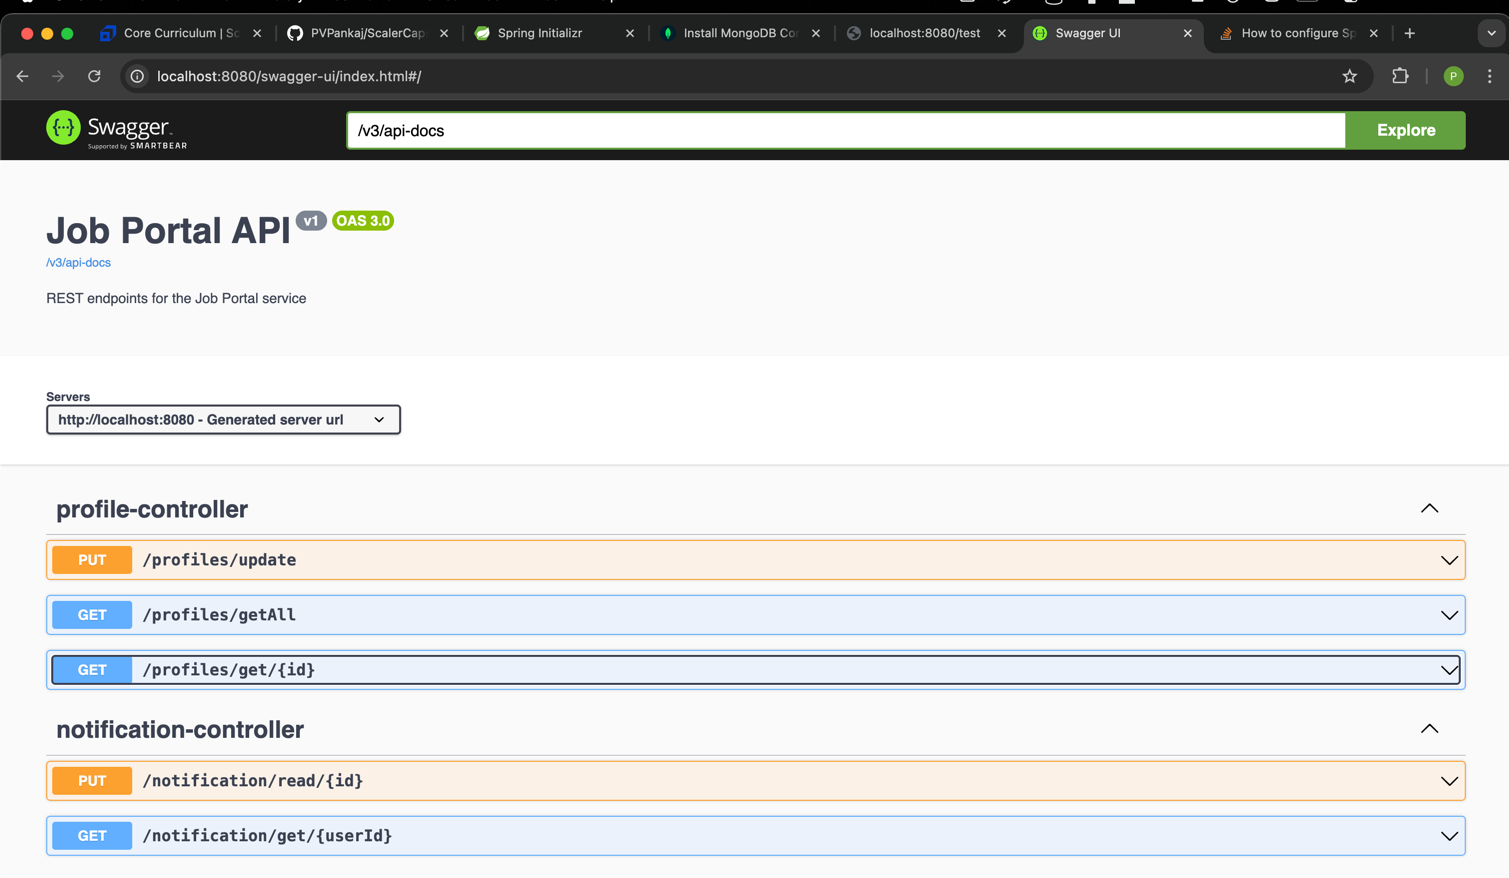 Core Curriculum | Sc
PVPankaj/ScalerCap
Spring Initializr
Install MongoDB Co
localhost:8080/test
Swagger UI
How to configure Sp
localhost:8080/swagger-ui/index.html#/
P
Swagger
Supported by SMARTBEAR
/v3/api-docs
Explore
Job Portal API v1 OAS 3.0
/v3/api-docs
REST endpoints for the Job Portal service
Servers
http://localhost:8080 - Generated server url
profile-controller
PUT /profiles/update
GET /profiles/getAll
GET /profiles/get/{id}
notification-controller
PUT /notification/read/{id}
GET /notification/get/{userId}